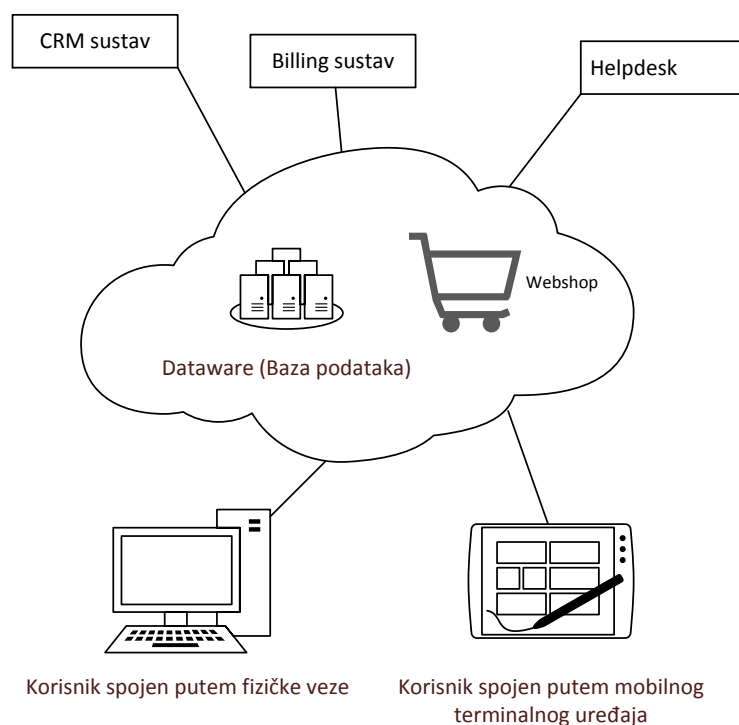 CRM sustav
Billing sustav
Helpdesk
Webshop
Dataware (Baza podataka)
Korisnik spojen putem fizičke veze
Korisnik spojen putem mobilnog
terminalnog uređaja